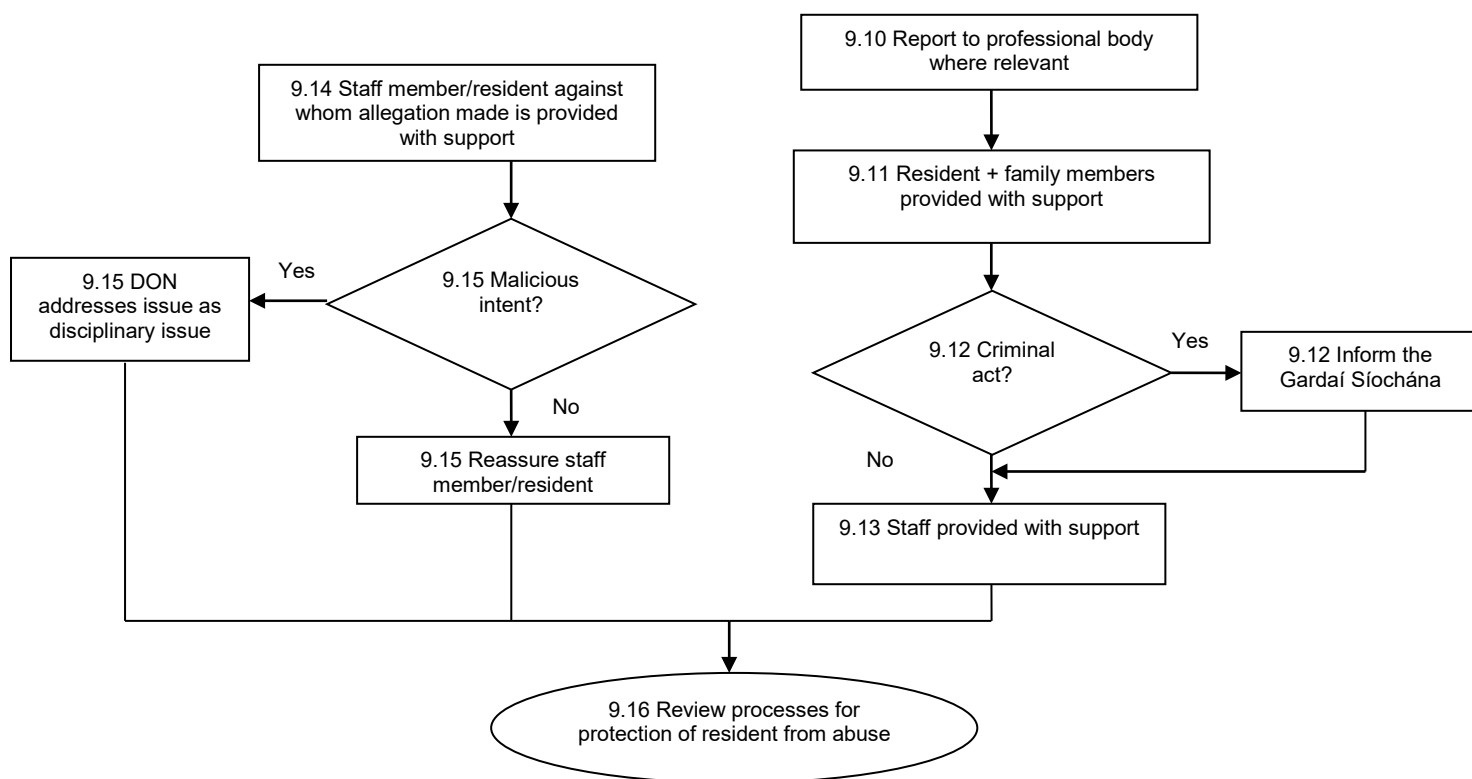 9.10 Report to professional body
where relevant
9.14 Staff member/resident against
whom allegation made is provided
with support
9.11 Resident + family members
provided with support
9.15 DON
addresses issue as
disciplinary issue
Yes
9.15 Malicious
intent?
No
9.15 Reassure staff
member/resident
9.12 Criminal
act?
Yes
9.12 Inform the
Gardaí Síochána
No
9.13 Staff provided with support
9.16 Review processes for
protection of resident from abuse